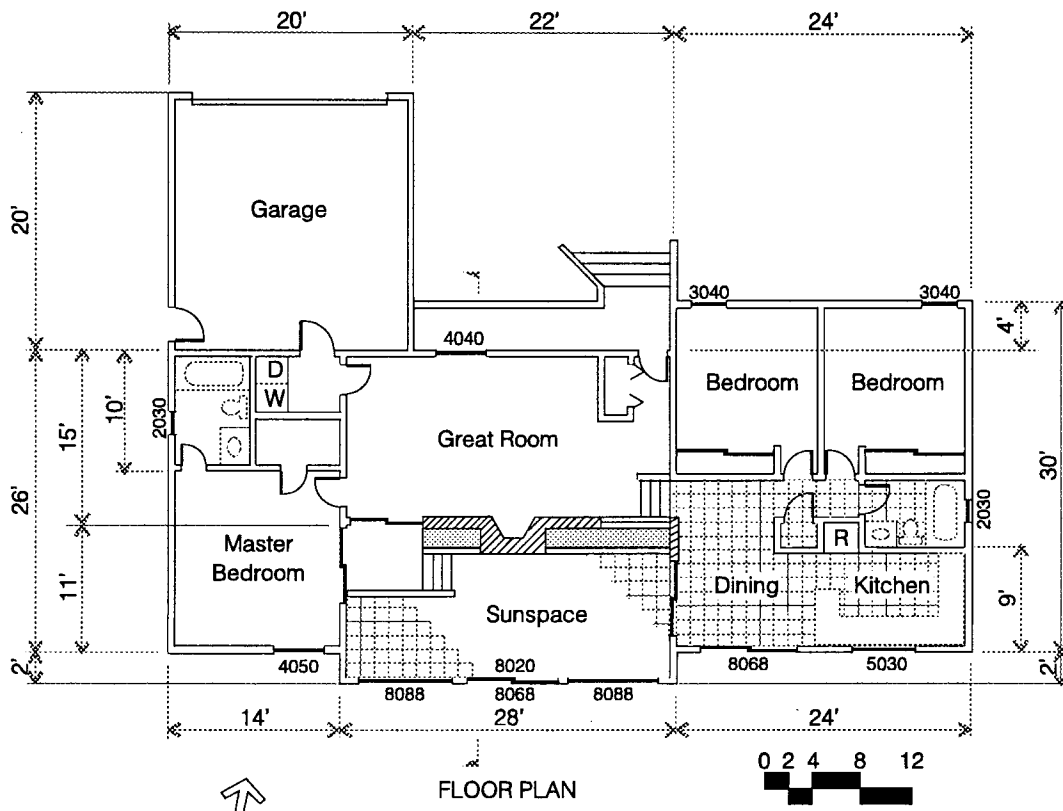 20'
22'
24'
20'
Garage
3040
3040
4'
4040
D
W
Bedroom
Bedroom
2030
10'
15'
26'
Great Room
30'
2030
R
Master
Bedroom
11'
Dining
Kitchen
9'
Sunspace
2'
4050
8020
8088
8068
8088
8068
5030
2'
14'
28'
24'
0 2 4 8 12
FLOOR PLAN